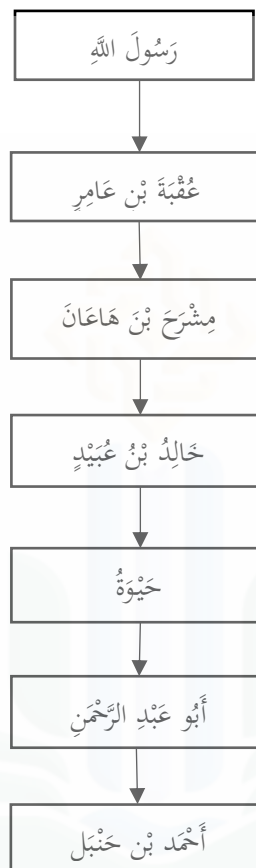 رَسُولَ اللَّهِ
عُقْبَةَ بْنِ عَامِرٍ
مِشْرَحَ بْنَ هَاعَانَ
خَالِدُ بْنُ عُبَيْدٍ
حَيْوَةُ
أَبُو عَبْدِ الرَّحْمَنِ
أَحْمَد بْن حَنْبَل